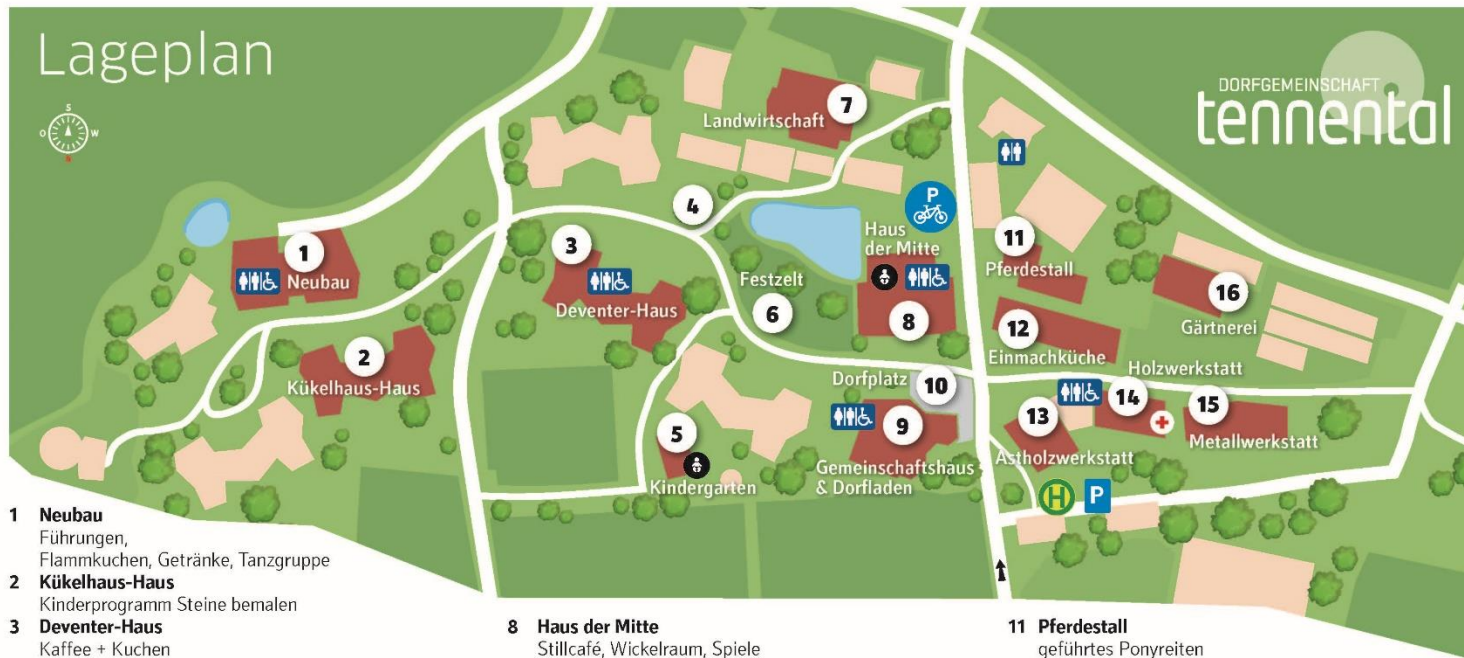 Lageplan
S
O W
N
DORFGEMEINSCHAFT
tennental
7
Landwirtschaft
P
4
Haus
der Mitte
11
Pferdestall
1
Neubau
3
Deventer-Haus
Festzelt
6
8
16
Gärtnerei
12
Einmachküche
2
Kükelhaus-Haus
Holzwerkstatt
Dorfplatz
10
14
15
Metallwerkstatt
13
Astholzwerkstatt
9
Gemeinschaftshaus
& Dorfladen
5
Kindergarten
H P
1 Neubau
Führungen,
Flammkuchen, Getränke, Tanzgruppe
2 Kükelhaus-Haus
Kinderprogramm Steine bemalen
3 Deventer-Haus
Kaffee + Kuchen
8 Haus der Mitte
Stillcafé, Wickelraum, Spiele
11 Pferdestall
geführtes Ponyreiten